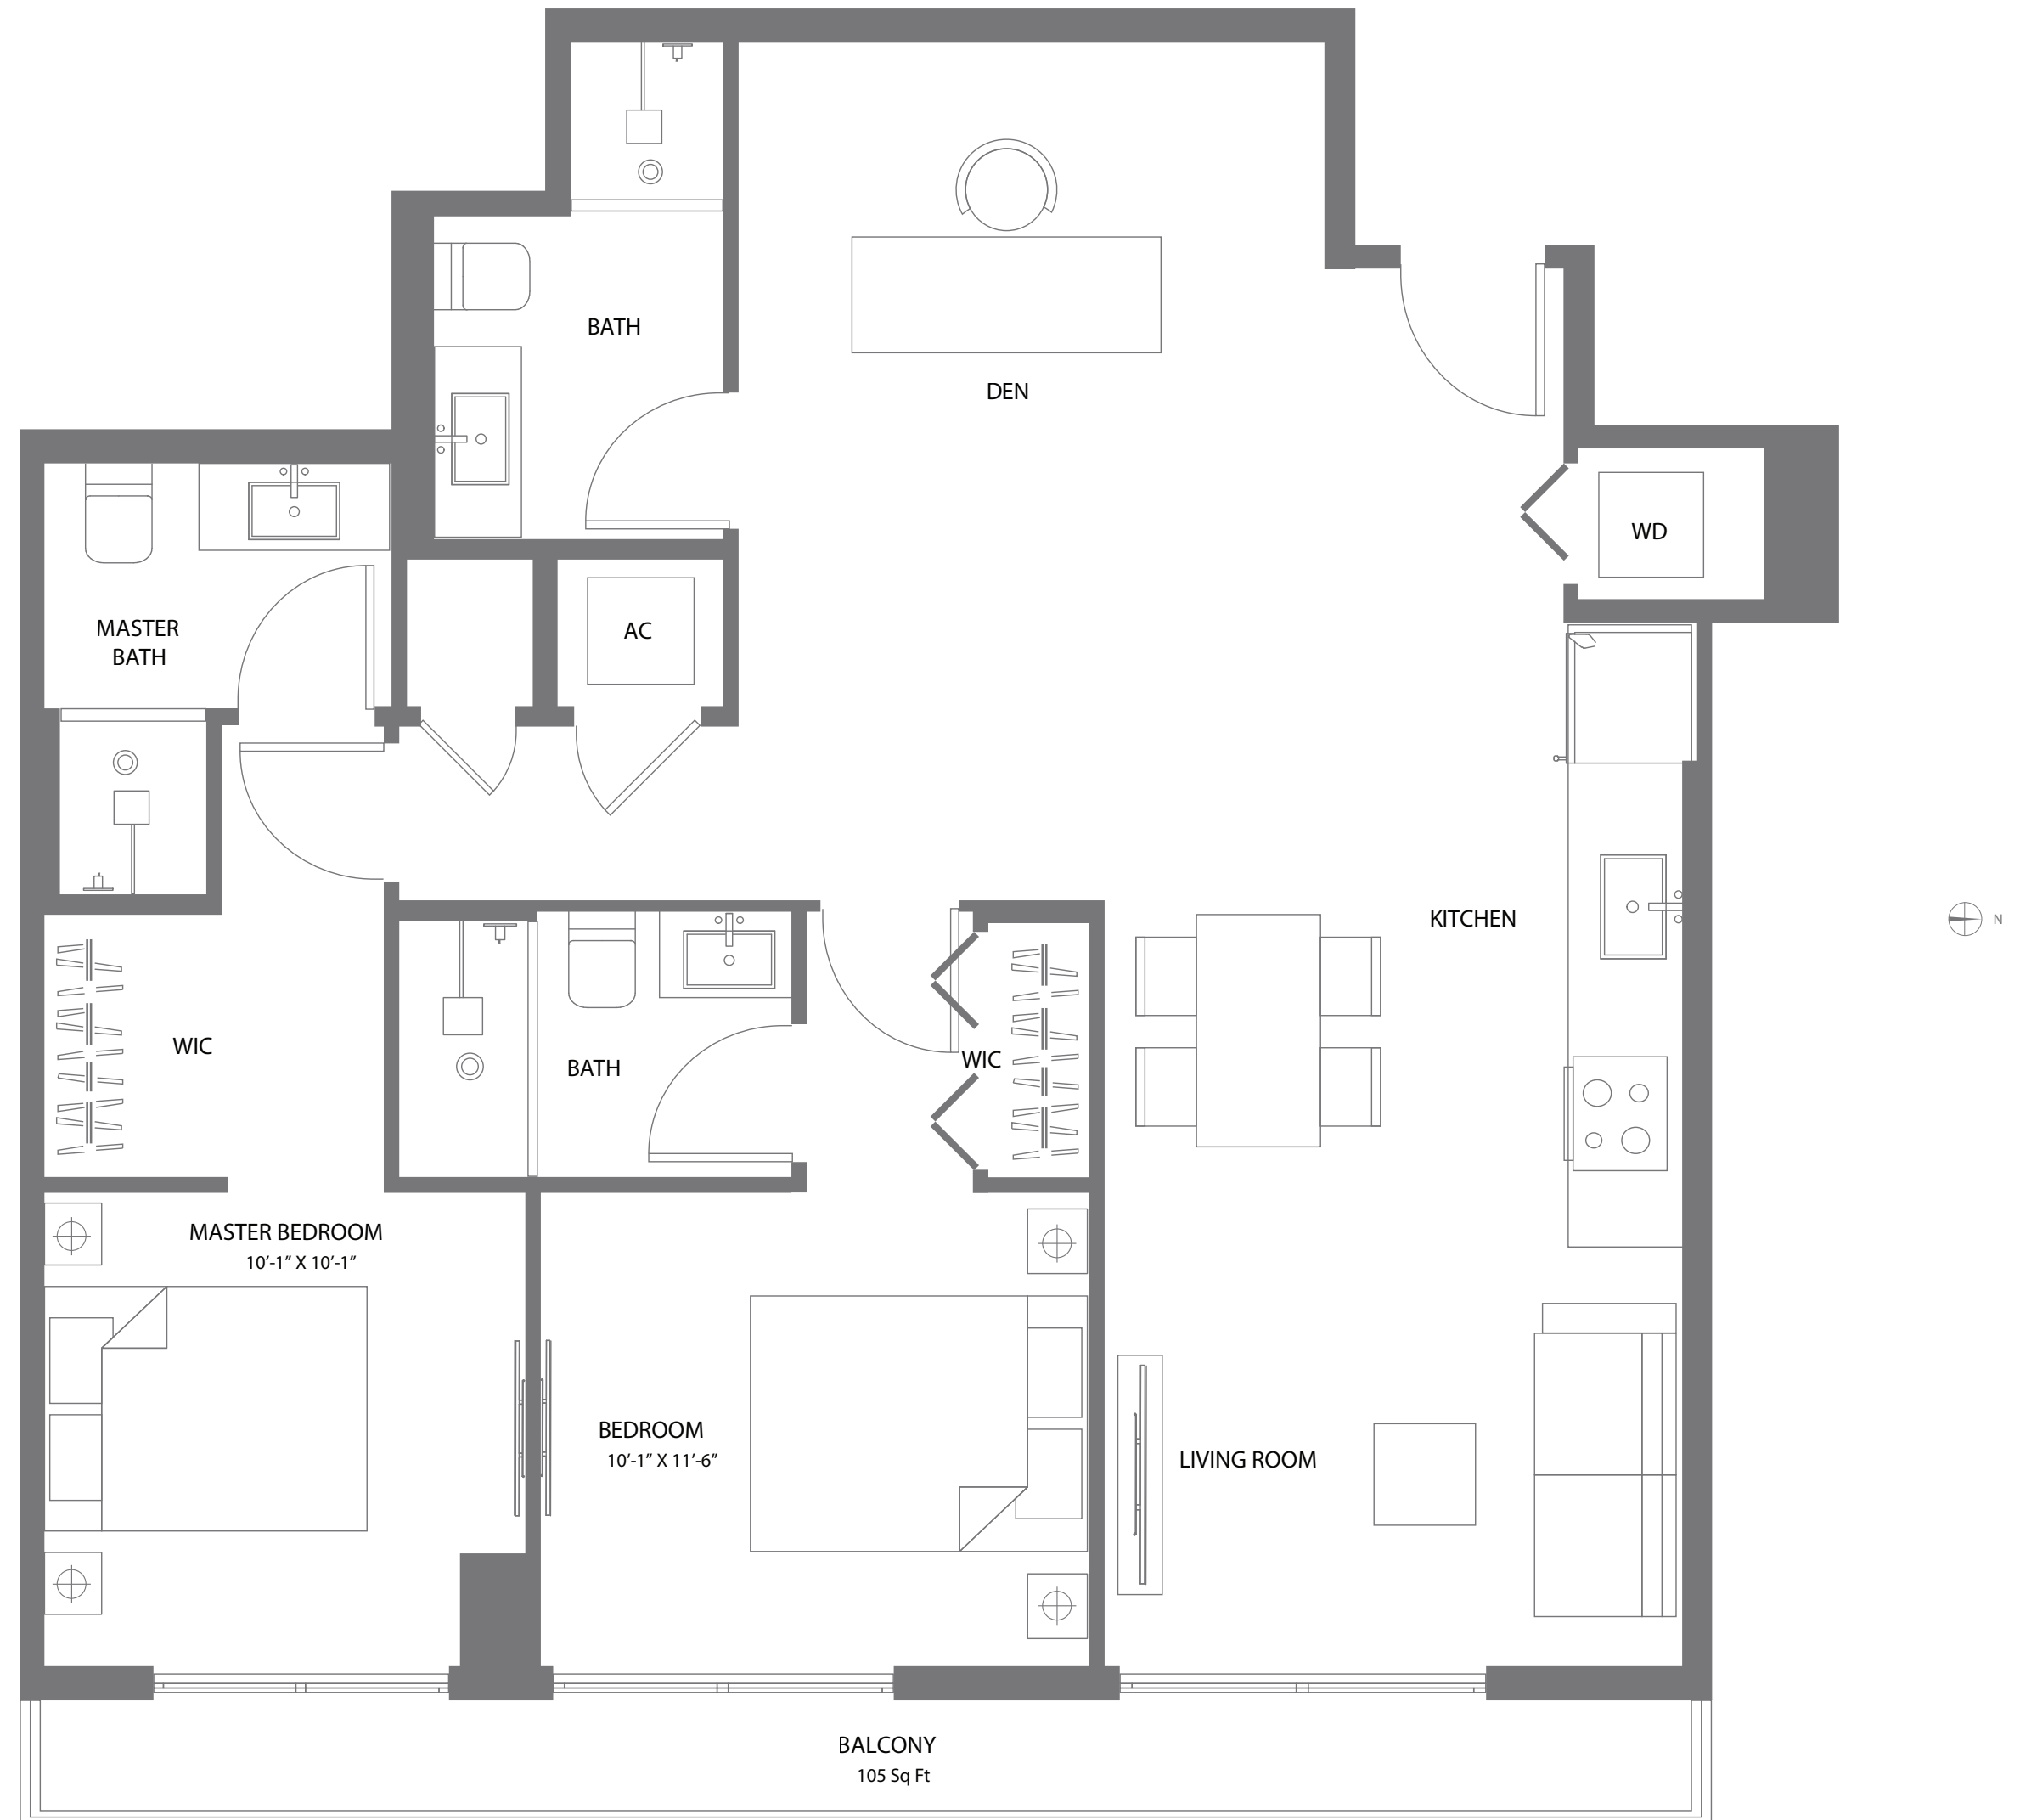 BATH
DEN
WD
MASTER
BATH
AC
KITCHEN
N
WIC
BATH
WIC
MASTER BEDROOM
10’-1” X 10’-1”
BEDROOM
10’-1” X 11’-6”
LIVING ROOM
BALCONY
105 Sq Ft